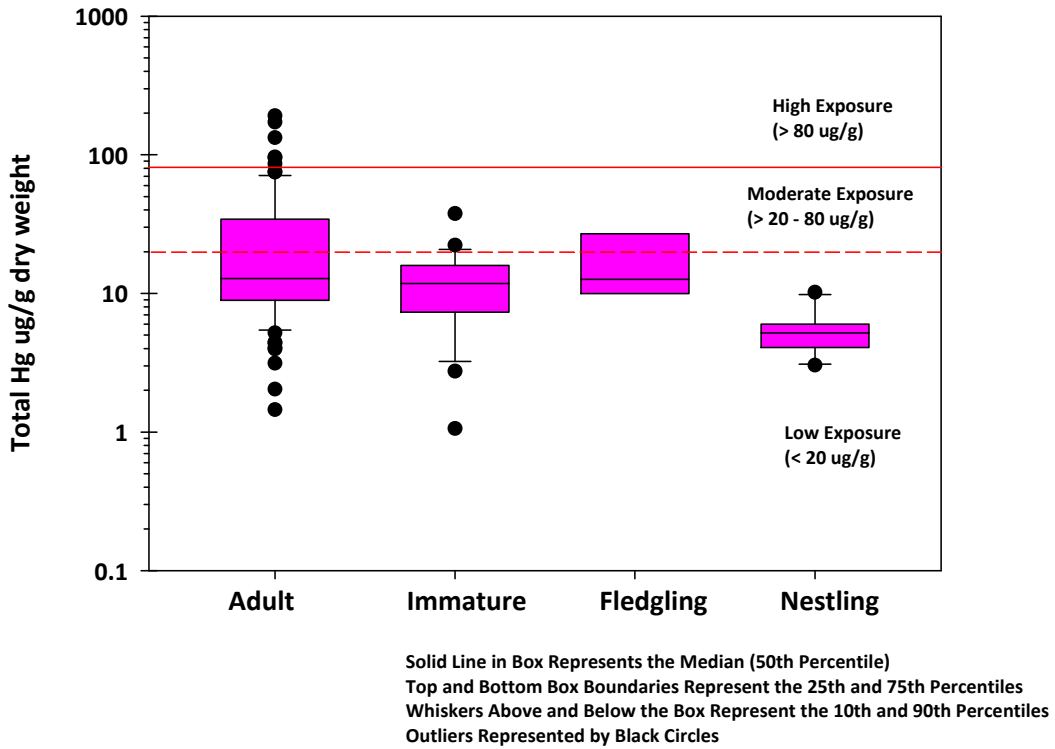 1000
High Exposure
(> 80 ug/g)
100
Moderate Exposure
(> 20 - 80 ug/g)
10
Low Exposure
(< 20 ug/g)
1
0.1
Total Hg ug/g dry weight
Adult Immature Fledgling Nestling
Solid Line in Box Represents the Median (50th Percentile)
Top and Bottom Box Boundaries Represent the 25th and 75th Percentiles
Whiskers Above and Below the Box Represent the 10th and 90th Percentiles
Outliers Represented by Black Circles